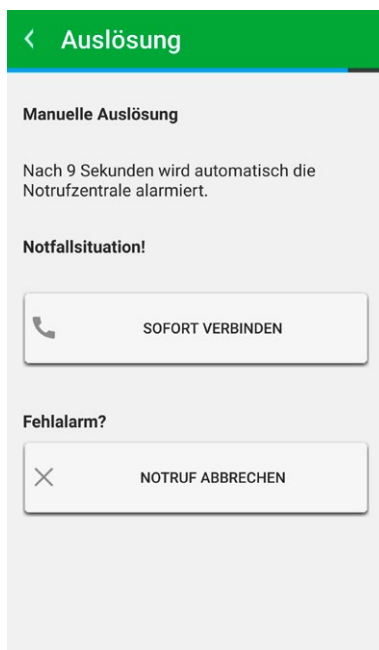 Auslösung
Manuelle Auslösung
Nach 9 Sekunden wird automatisch die
Notrufzentrale alarmiert.
Notfallsituation!
SOFORT VERBINDEN
Fehlalarm?
NOTRUF ABBRECHEN